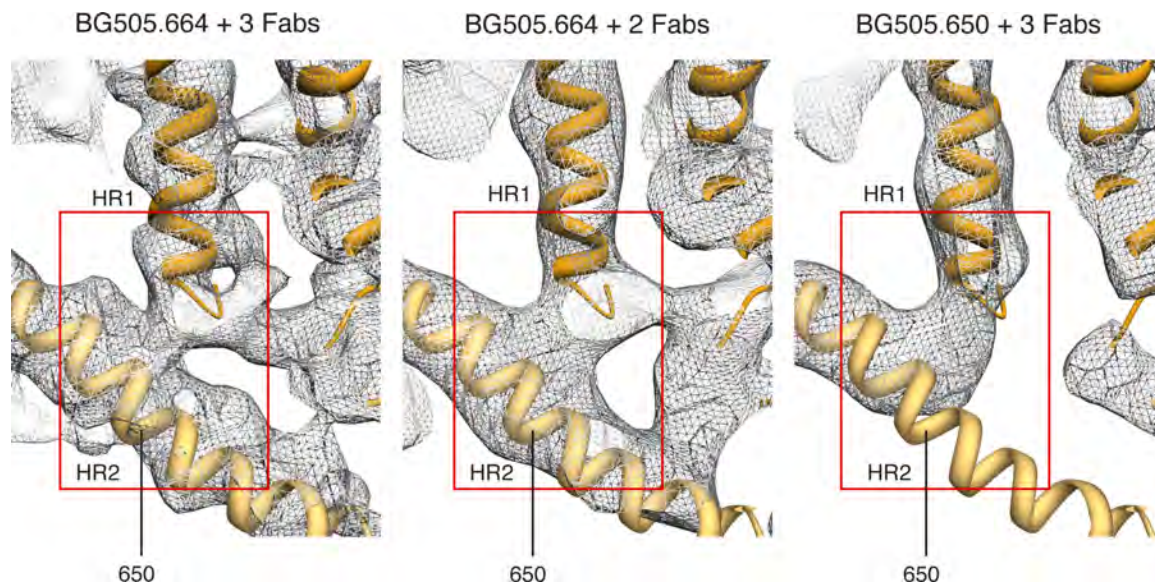 BG505.664 + 3 Fabs
BG505.664 + 2 Fabs
BG505.650 + 3 Fabs
HR1
HR1
HR1
HR2
HR2
HR2
650
650
650